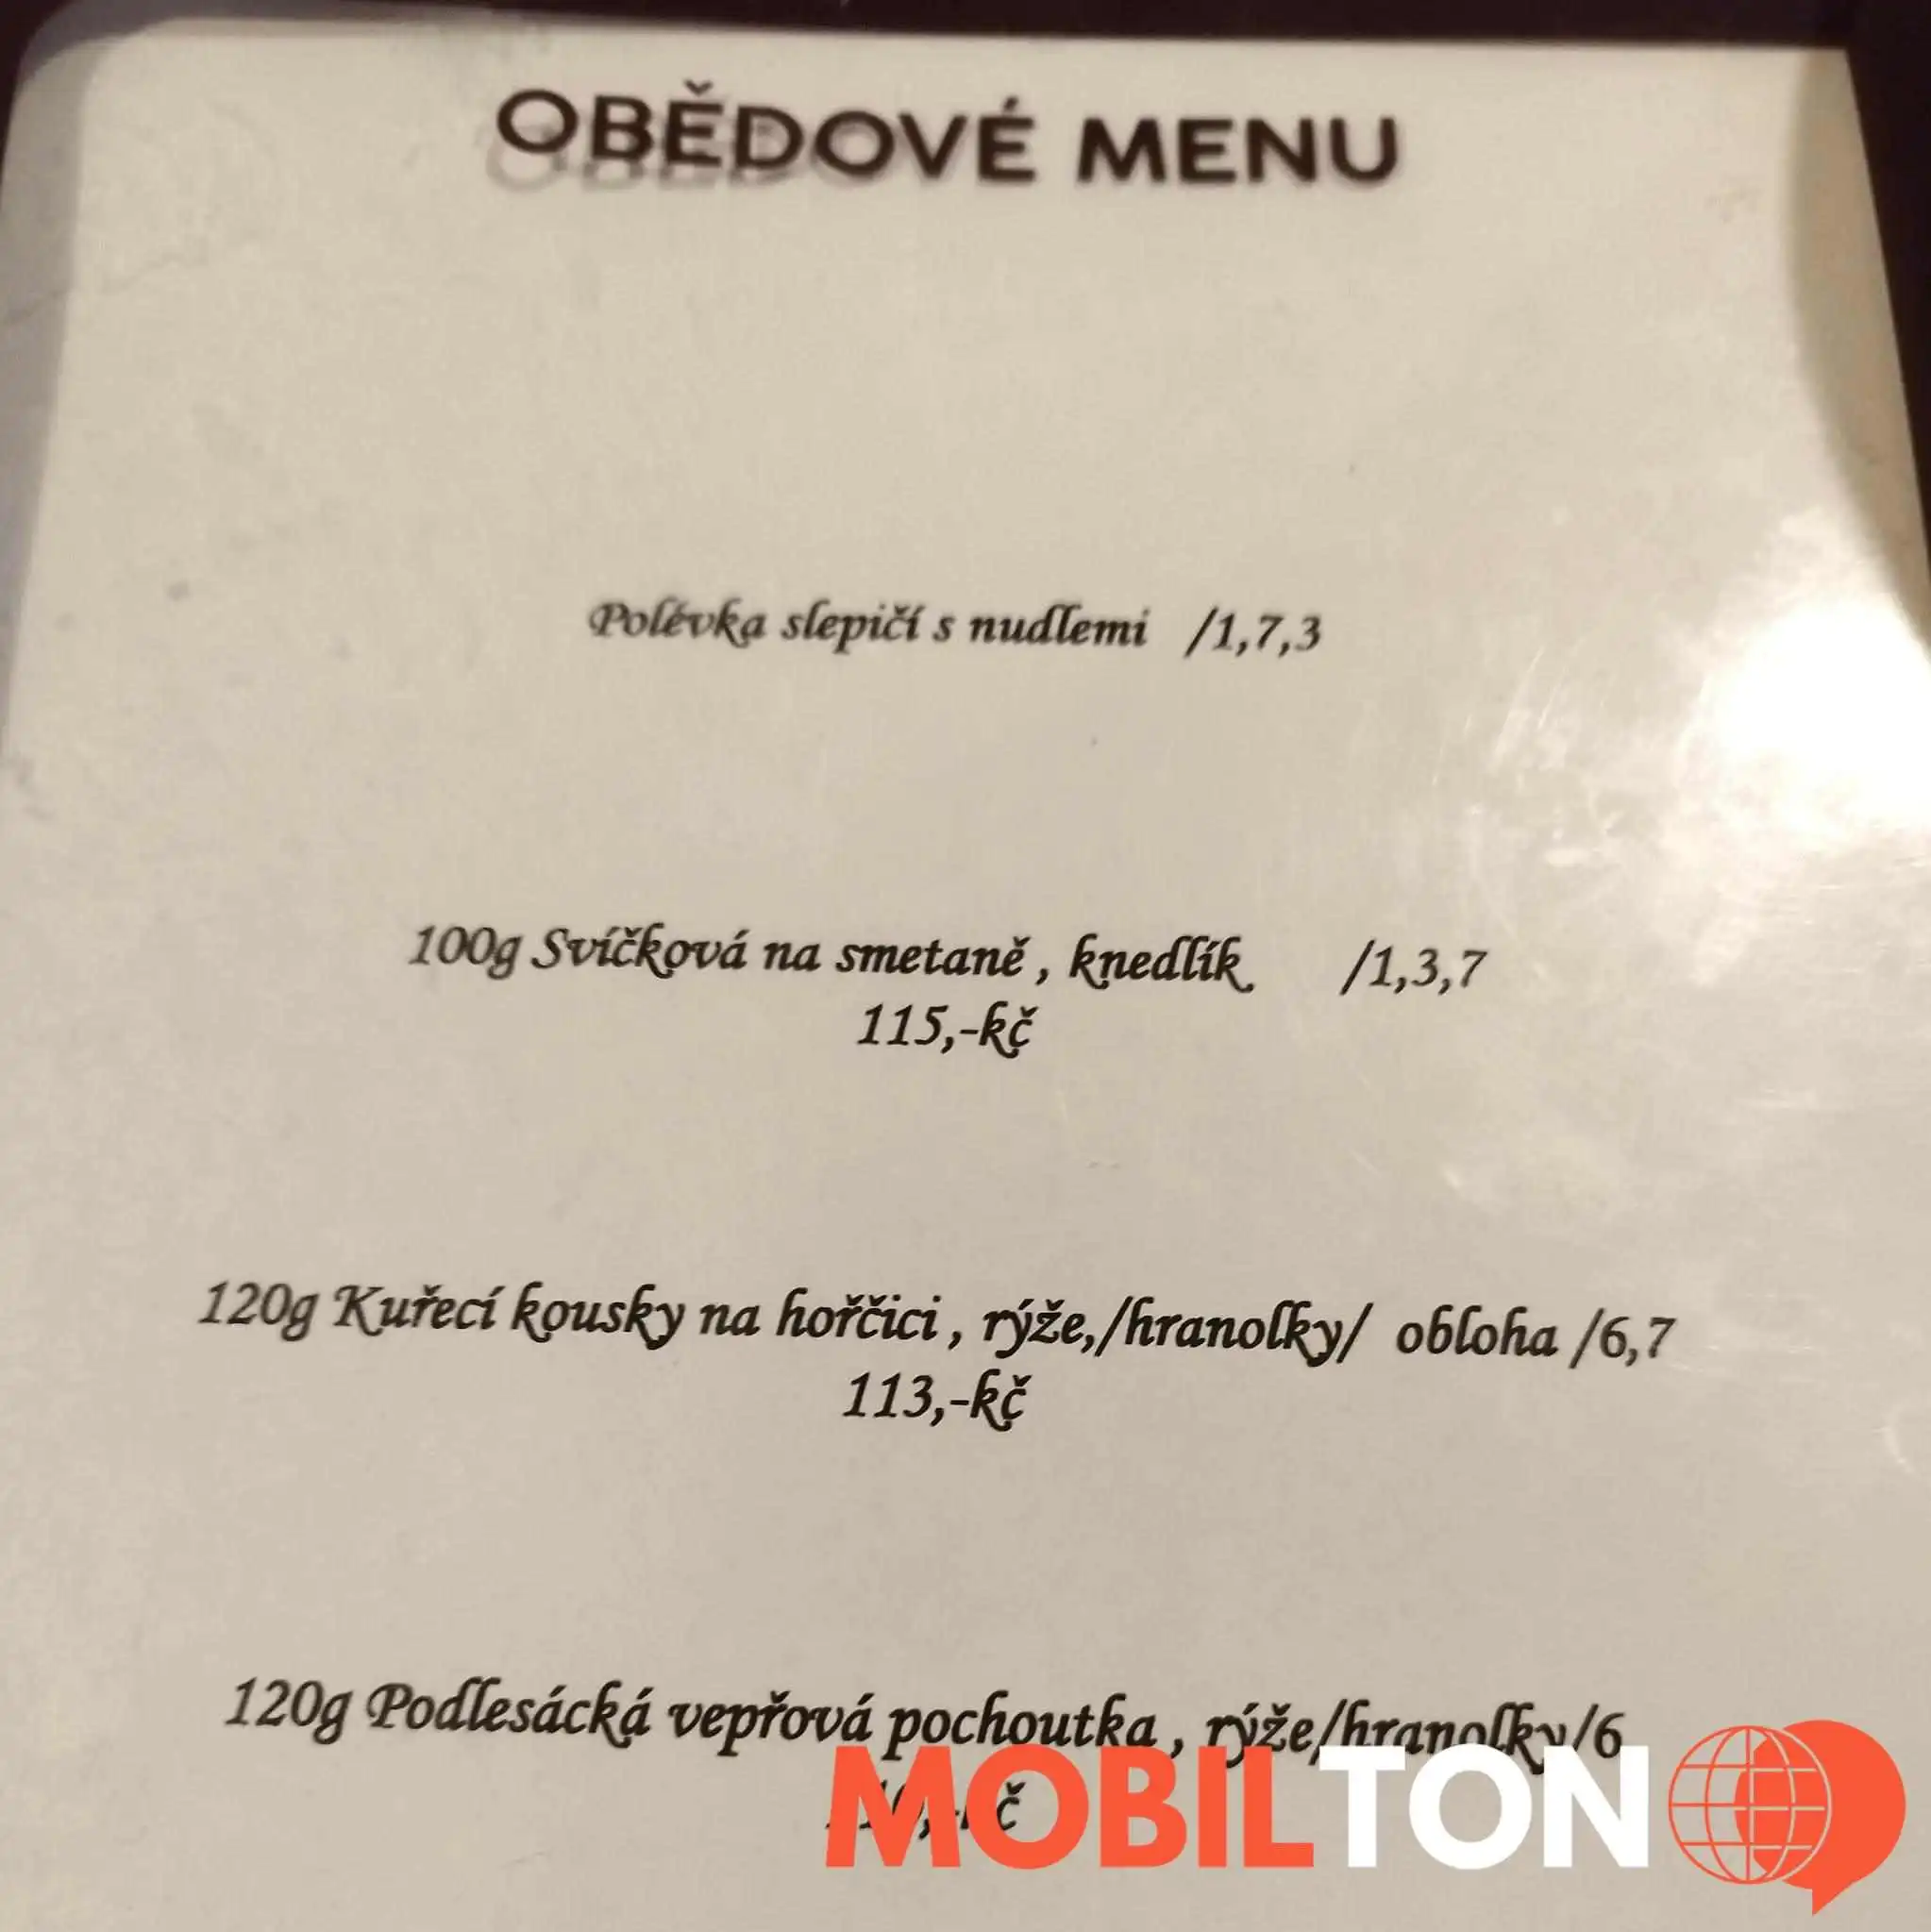 OBĚDOVÉ MENU
Polévka slepičí s nudlemi /1,7,3
100g Svíčková na smetaně , knedlík /1,3,7
115,-kč
120g Kuřecí kousky na hořčici , rýže,/hranolky/ obloha /6,7
113,-kč
120g Podlesácká vepřová pochoutka , rýže/hranolky/6
MOBILTON